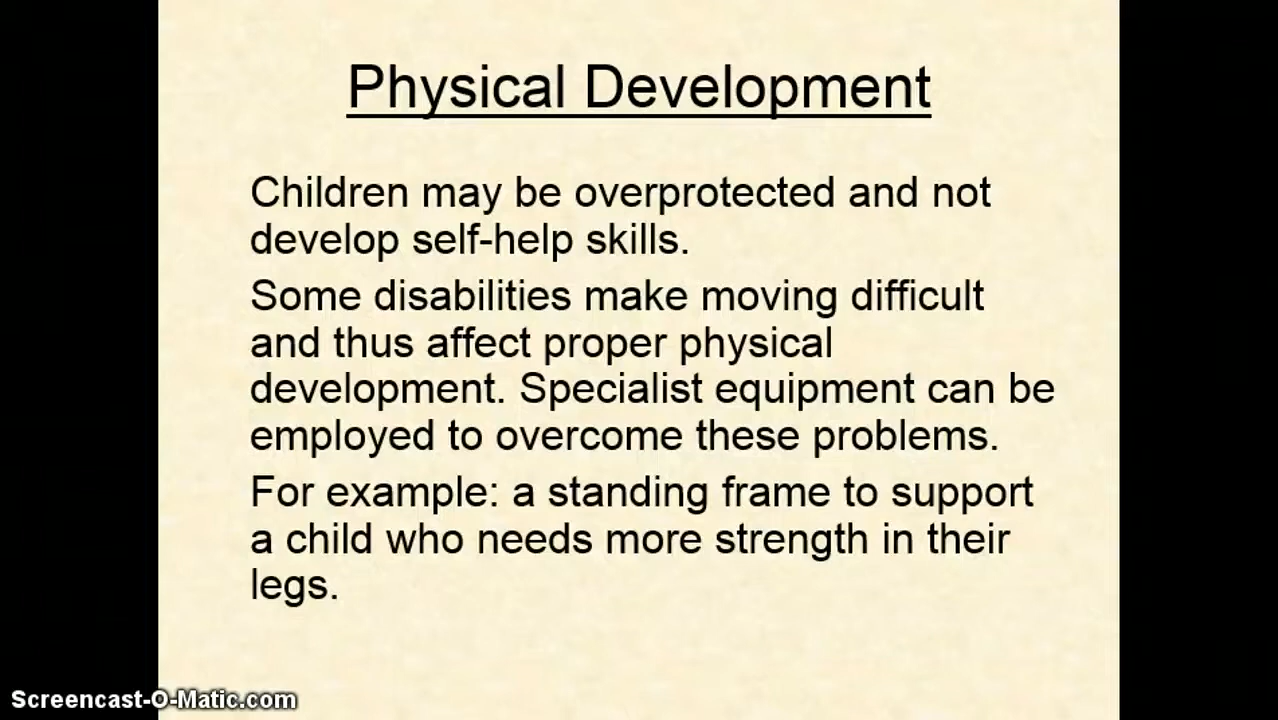 Physical Development
Children may be overprotected and not
develop self-help skills.
Some disabilities make moving difficult
and thus affect proper physical
development. Specialist equipment can be
employed to overcome these problems.
For example: a standing frame to support
a child who needs more strength in their
legs.
Screencast-O-Matic.com